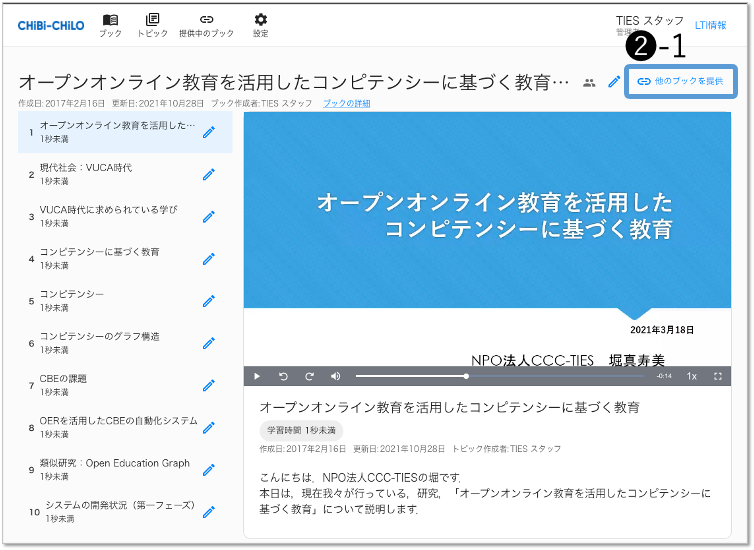 CHiBi-CHiLO
ブック
トピック
提供中のブック
設定
TIES スタッフ
LTI情報
❷-1
オープンオンライン教育を活用したコンピテンシーに基づく教育…
他のブックを提供
作成日: 2017年2月16日 更新日: 2021年10月28日 ブック作成者: TIES スタッフ ブックの詳細
1 オープンオンライン教育を活用した…
1秒未満
2 現代社会：VUCA時代
1秒未満
3 VUCA時代に求められている学び
1秒未満
4 コンピテンシーに基づく教育
1秒未満
5 コンピテンシー
1秒未満
6 コンピテンシーのグラフ構造
1秒未満
7 CBEの課題
1秒未満
8 OERを活用したCBEの自動化システム
1秒未満
9 類似研究：Open Education Graph
1秒未満
10 システムの開発状況（第一フェーズ）
1秒未満
オープンオンライン教育を活用した
コンピテンシーに基づく教育
2021年3月18日
NPO法人CCC-TIES 堀真寿美
-0:14
1x
オープンオンライン教育を活用したコンピテンシーに基づく教育
学習時間 1秒未満
作成日: 2017年2月16日 更新日: 2021年10月28日 トピック作成者: TIES スタッフ
こんにちは，NPO法人CCC-TIESの堀です．
本日は，現在我々が行っている，研究，「オープンオンライン教育を活用したコンピテンシーに
基づく教育」について説明します．